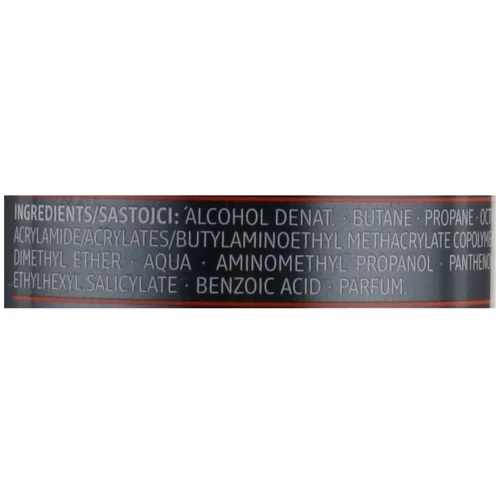 INGREDIENTS/SASTOJCI: ALCOHOL DENAT. · BUTANE · PROPANE · OCT
ACRYLAMIDE/ACRYLATES/BUTYLAMINOETHYL METHACRYLATE COPOLYME
DIMETHYL ETHER · AQUA · AMINOMETHYL PROPANOL · PANTHENO
ETHYLHEXYL SALICYLATE · BENZOIC ACID · PARFUM.